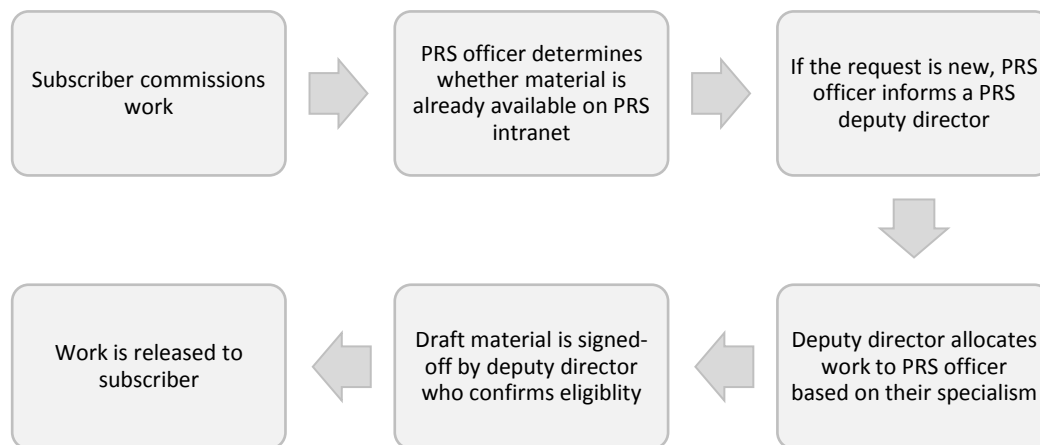 Subscriber commissions
work
PRS officer determines
whether material is
already available on PRS
intranet
If the request is new, PRS
officer informs a PRS
deputy director
Deputy director allocates
work to PRS officer
based on their specialism
Draft material is signed-
off by deputy director
who confirms eligiblity
Work is released to
subscriber